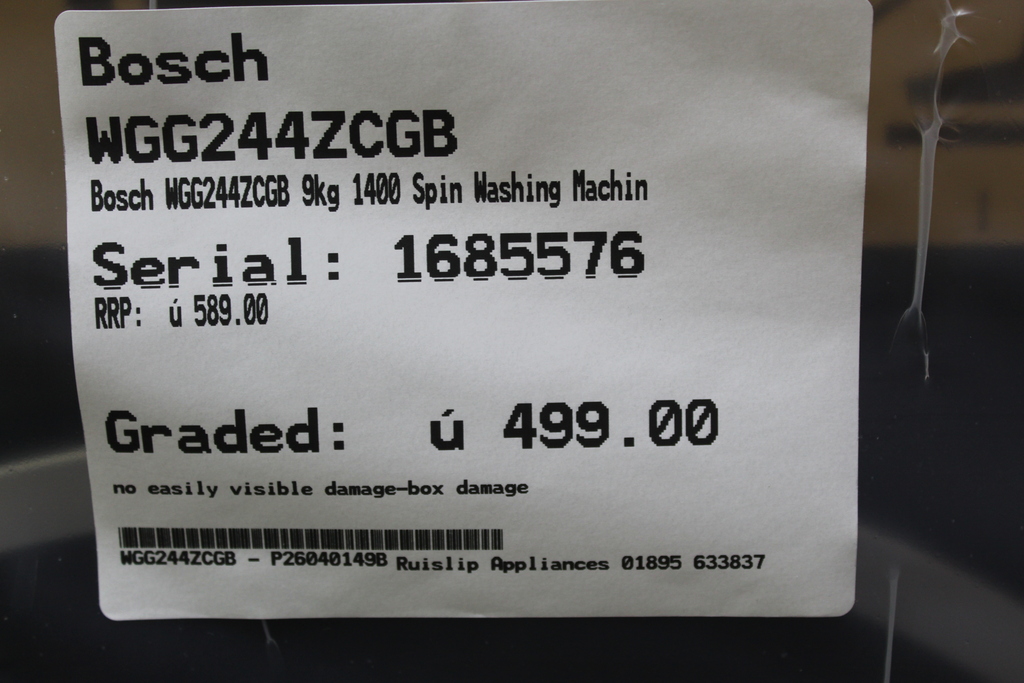 Bosch
WGG244ZCGB
Bosch WGG244ZCGB 9kg 1400 Spin Washing Machin
Serial: 1685576
RRP: ú 589.00
Graded: ú 499.00
no easily visible damage-box damage
WGG244ZCGB - P26040149B Ruislip Appliances 01895 633837